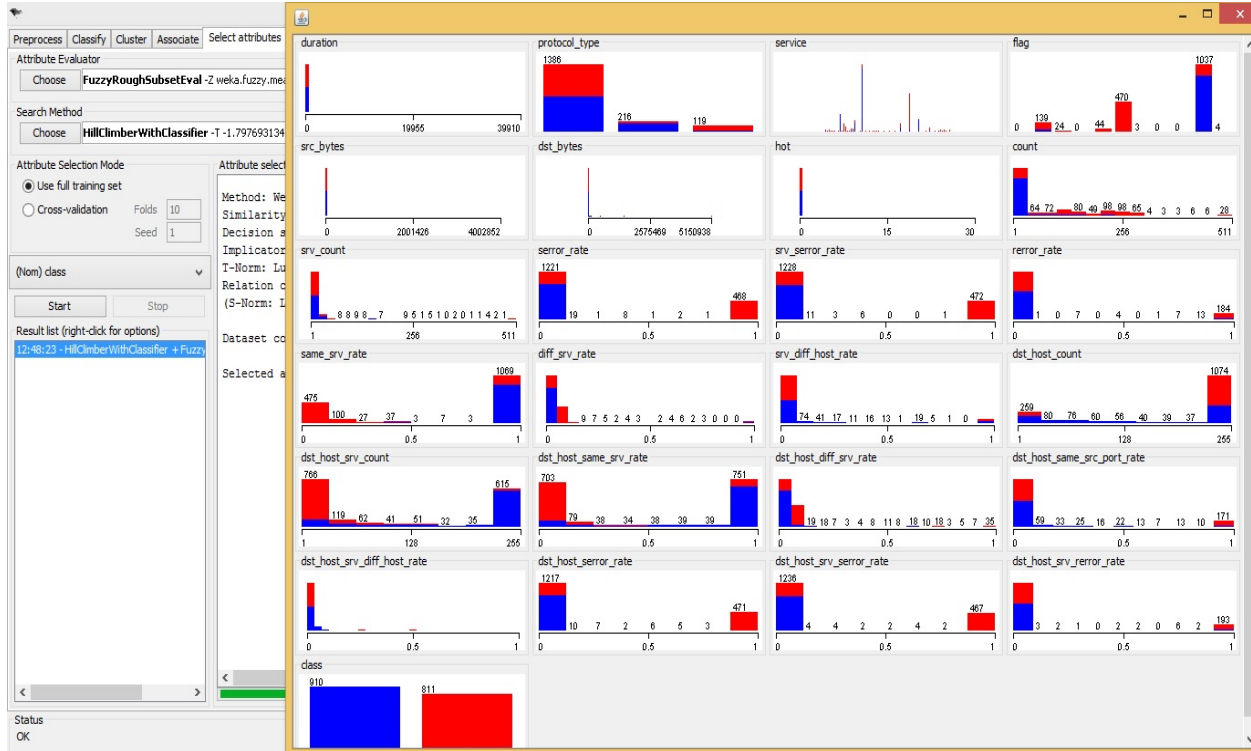 Preprocess Classify Cluster Associate Select attributes
Attribute Evaluator
Choose FuzzyRoughSubsetEval -Z weka.fuzzy.mea
Search Method
Choose HillClimberWithClassifier -T -1.797693134
Attribute Selection Mode
Use full training set
Cross-validation Folds 10
Seed 1
(Nom) class
Start Stop
Result list (right-click for options)
12:48:23 - HillClimberWithClassifier + Fuzzy
Status
OK
Attribute select
Method: We
Similarity
Decision s
Implicator
T-Norm: Lu
Relation c
(S-Norm: L
Dataset co
Selected a
duration
0 19955 39910
protocol_type
1386
216
119
service
flag
0 139 24 0 44 470 3 0 0 1037 4
src_bytes
0 2001426 4002852
dst_bytes
0 2575469 5150938
hot
0 15 30
count
64 72 80 49 98 98 65 4 3 3 6 6 28
1 256 511
srv_count
8 8 9 8 7 9 5 1 5 1 0 2 0 1 1 4 2 1
1 256 511
serror_rate
1221 19 1 8 1 2 1 468
0 0.5 1
srv_serror_rate
1228 11 3 6 0 0 1 472
0 0.5 1
rerror_rate
1 0 7 0 4 0 1 7 13 184
0 0.5 1
same_srv_rate
475 100 27 37 3 7 3 1069
0 0.5 1
diff_srv_rate
9 7 5 2 4 3 2 4 6 2 3 0 0 0
0 0.5 1
srv_diff_host_rate
74 41 17 11 16 13 1 19 5 1 0
0 0.5 1
dst_host_count
259 80 76 60 56 40 39 37 1074
1 128 255
dst_host_srv_count
766 119 62 41 51 32 35 615
1 128 255
dst_host_same_srv_rate
703 79 38 34 38 39 39 751
0 0.5 1
dst_host_diff_srv_rate
19 18 7 3 4 8 11 8 18 10 18 3 5 7 35
0 0.5 1
dst_host_same_src_port_rate
59 33 25 16 22 13 7 13 10 171
0 0.5 1
dst_host_srv_diff_host_rate
0 0.5 1
dst_host_serror_rate
1217 10 7 2 6 5 3 471
0 0.5 1
dst_host_srv_serror_rate
1236 4 4 2 2 4 2 467
0 0.5 1
dst_host_srv_rerror_rate
3 2 1 0 2 2 0 6 2 193
0 0.5 1
class
910 811